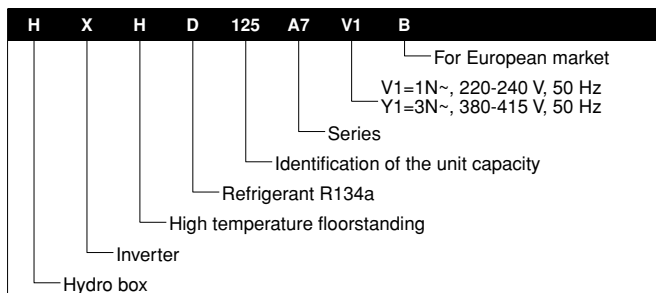 H X H D 125 A7 V1 B
For European market
V1=1N~, 220-240 V, 50 Hz
Y1=3N~, 380-415 V, 50 Hz
Series
Identification of the unit capacity
Refrigerant R134a
High temperature floorstanding
Inverter
Hydro box